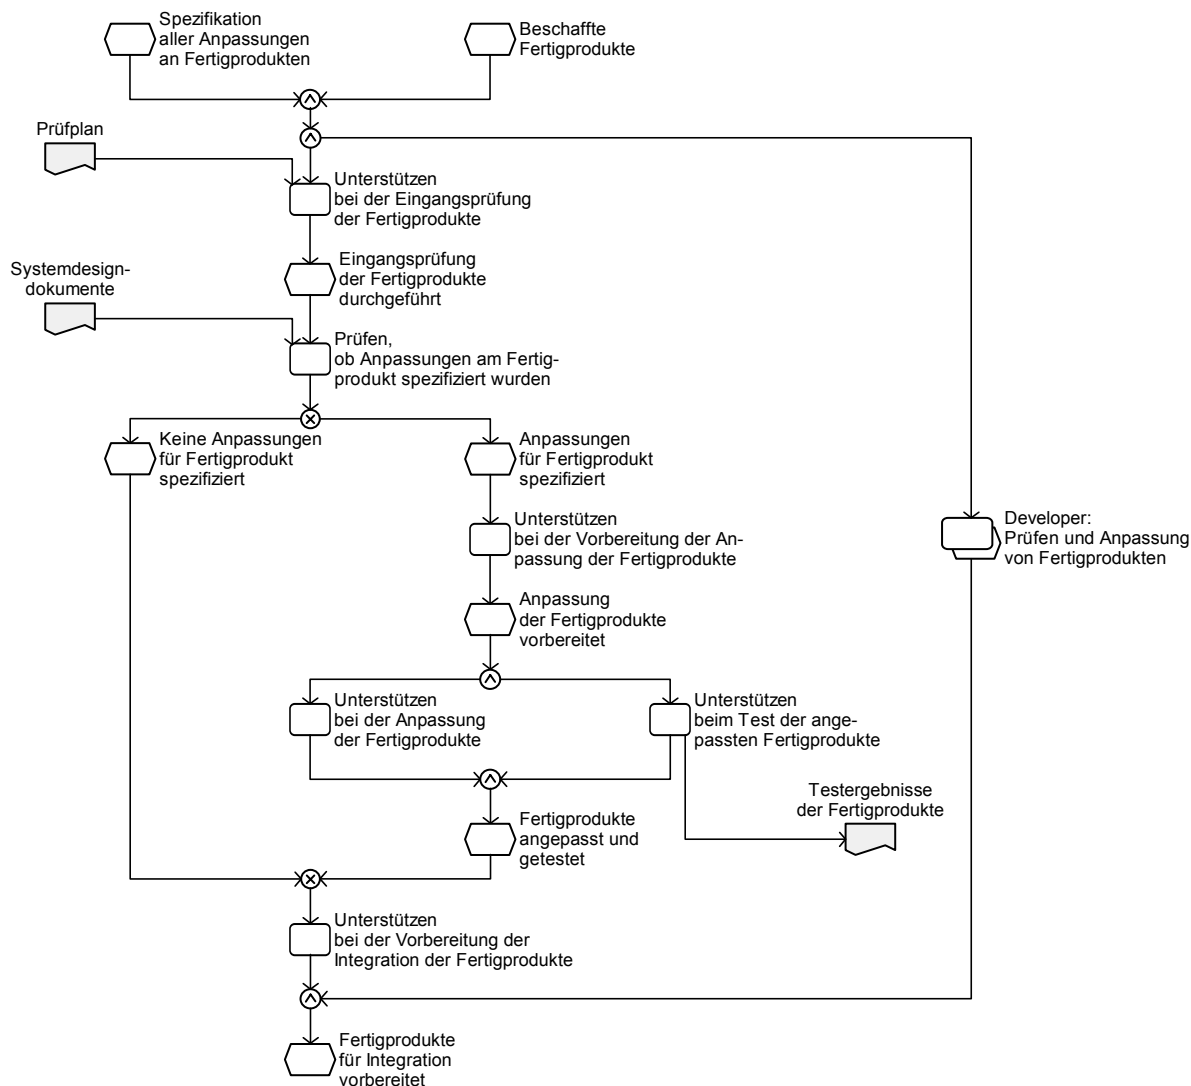 Spezifikation
aller Anpassungen
an Fertigprodukten
Beschaffte
Fertigprodukte
Prüfplan
Unterstützen
bei der Eingangsprüfung
der Fertigprodukte
Systemdesign-
dokumente
Eingangsprüfung
der Fertigprodukte
durchgeführt
Prüfen,
ob Anpassungen am Fertig-
produkt spezifiziert wurden
Keine Anpassungen
für Fertigprodukt
spezifiziert
Anpassungen
für Fertigprodukt
spezifiziert
Unterstützen
bei der Vorbereitung der An-
passung der Fertigprodukte
Developer:
Prüfen und Anpassung
von Fertigprodukten
Anpassung
der Fertigprodukte
vorbereitet
Unterstützen
bei der Anpassung
der Fertigprodukte
Unterstützen
beim Test der ange-
passten Fertigprodukte
Testergebnisse
der Fertigprodukte
Fertigprodukte
angepasst und
getestet
Unterstützen
bei der Vorbereitung der
Integration der Fertigprodukte
Fertigprodukte
für Integration
vorbereitet